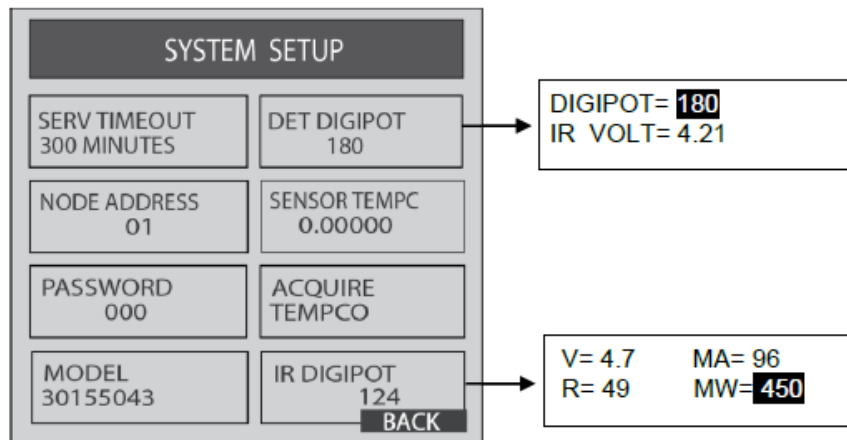 SYSTEM SETUP
SERV TIMEOUT
300 MINUTES
DET DIGIPOT
180
DIGIPOT= 180
IR VOLT= 4.21
NODE ADDRESS
01
SENSOR TEMPC
0.00000
PASSWORD
000
ACQUIRE
TEMPCO
MODEL
30155043
IR DIGIPOT
124
BACK
V= 4.7 MA= 96
R= 49 MW= 450